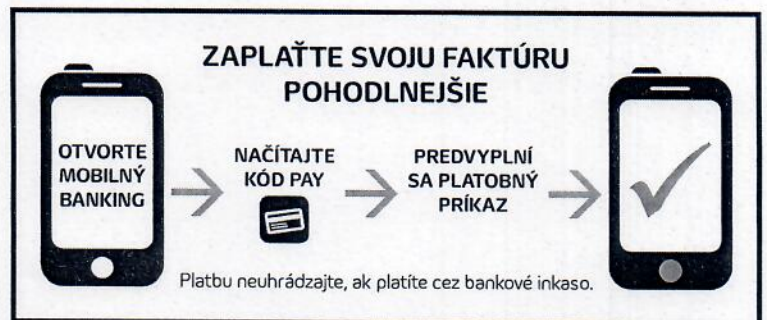 ZAPLAŤTE SVOJU FAKTÚRU
POHODLNEJŠIE
OTVORTE
MOBILNÝ
BANKING
NAČÍTAJTE
KÓD PAY
PREDVYPLNÍ
SA PLATOBNÝ
PRÍKAZ
Platbu neuhrádzajte, ak platíte cez bankové inkaso.